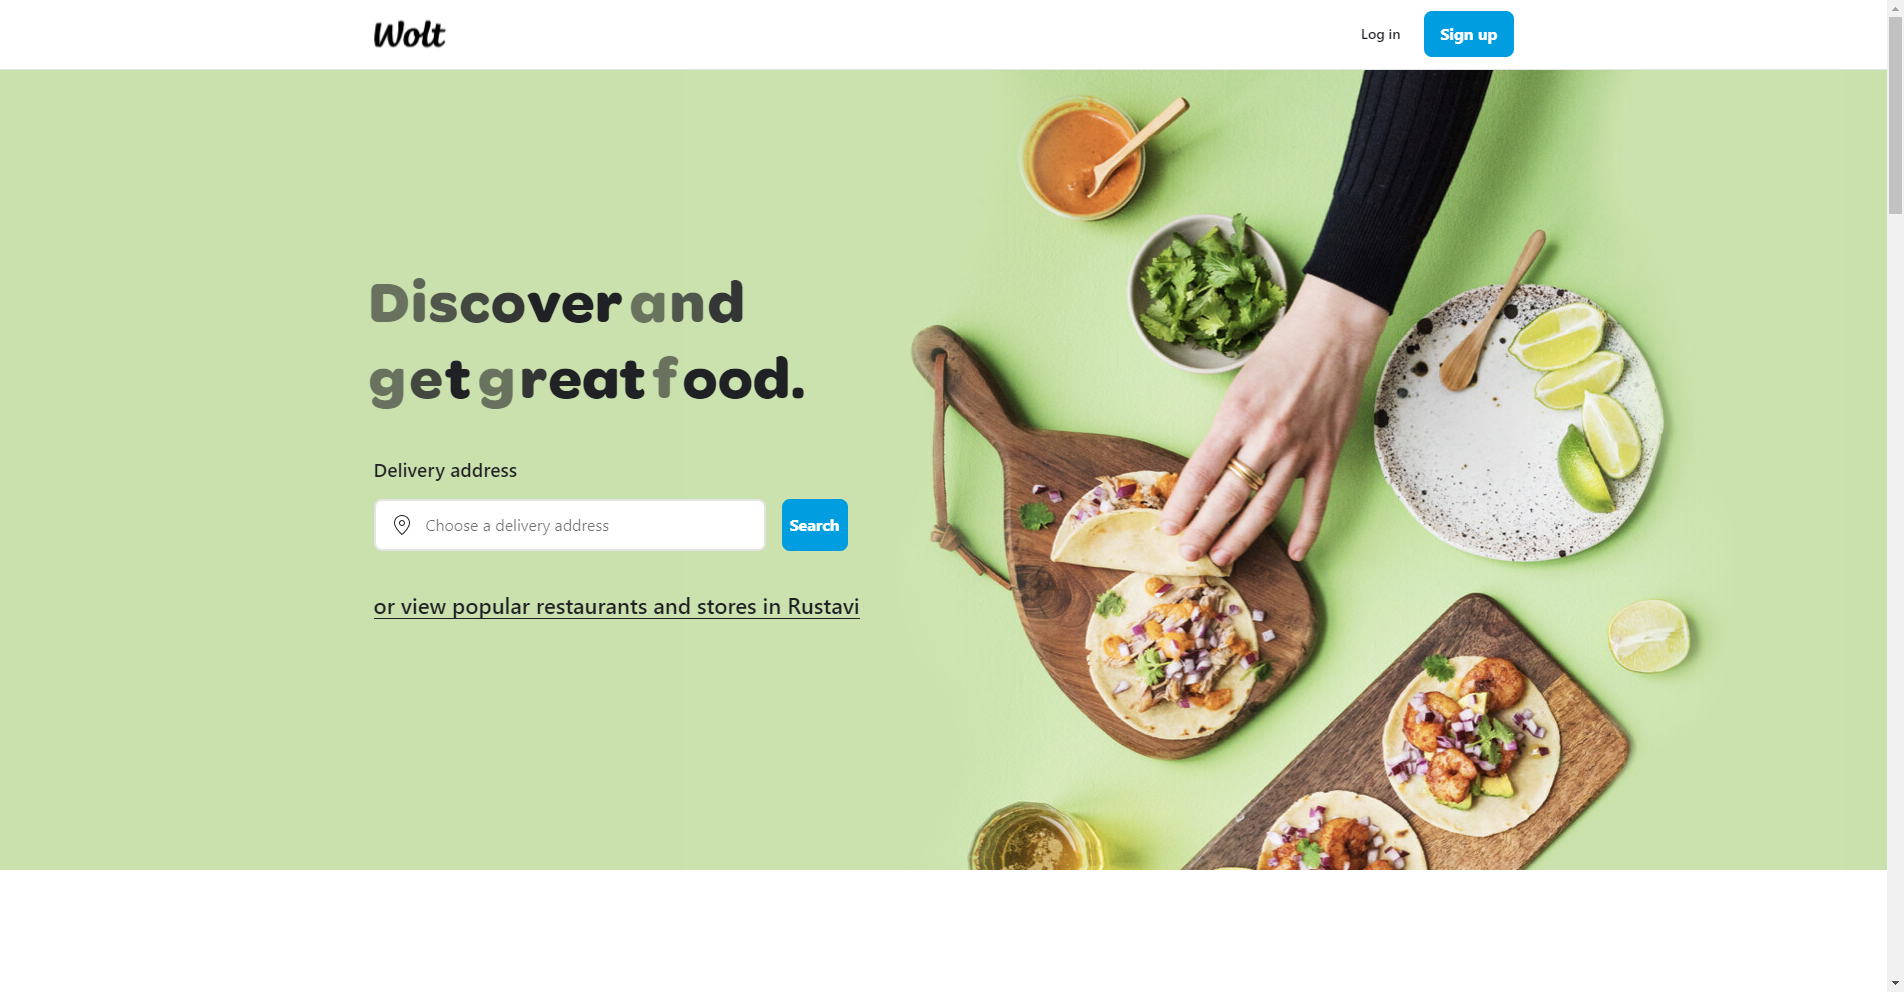 Wolt
Log in
Sign up
Discover and
get great food.
Delivery address
Choose a delivery address
Search
or view popular restaurants and stores in Rustavi